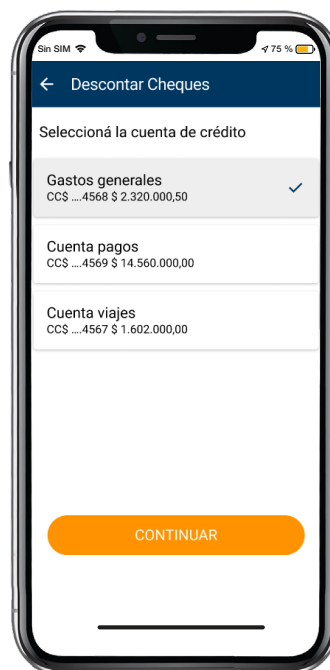 Sin SIM 75 %
Descontar Cheques
Seleccioná la cuenta de crédito
Gastos generales
CC$ ....4568 $ 2.320.000,50
Cuenta pagos
CC$ ....4569 $ 14.560.000,00
Cuenta viajes
CC$ ....4567 $ 1.602.000,00
CONTINUAR